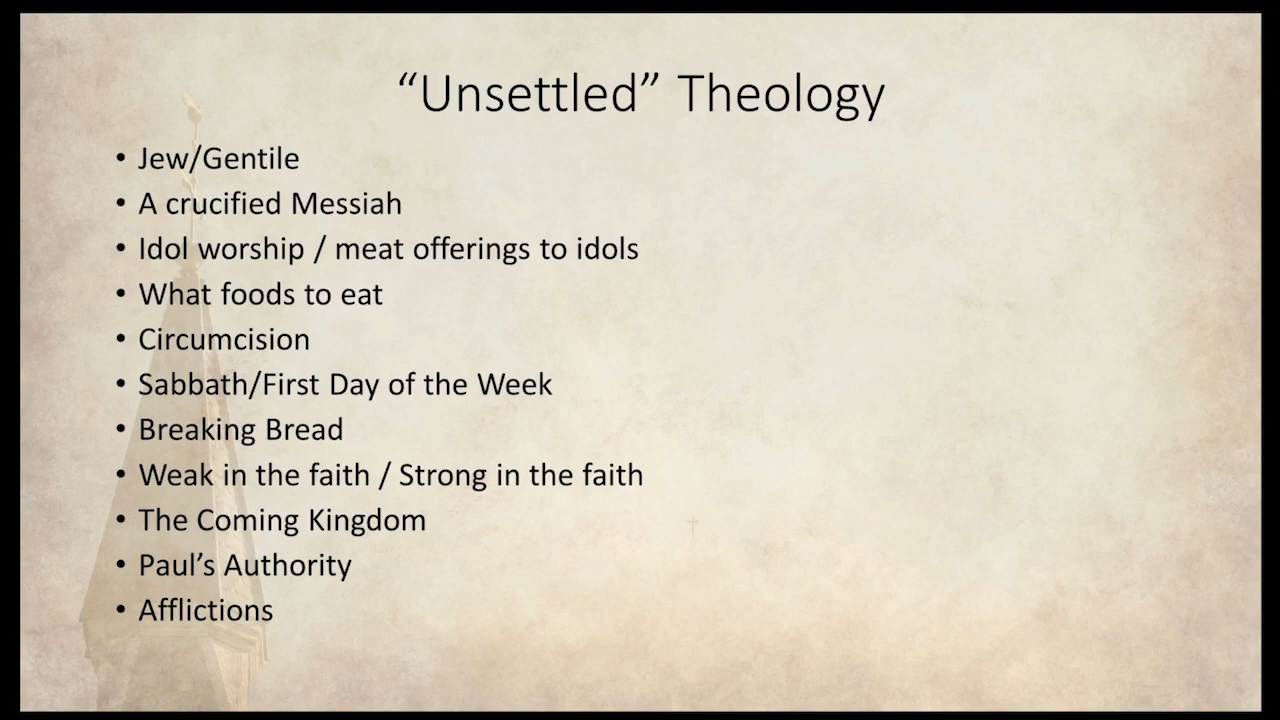 “Unsettled” Theology
• Jew/Gentile
• A crucified Messiah
• Idol worship / meat offerings to idols
• What foods to eat
• Circumcision
• Sabbath/First Day of the Week
• Breaking Bread
• Weak in the faith / Strong in the faith
• The Coming Kingdom
• Paul’s Authority
• Afflictions